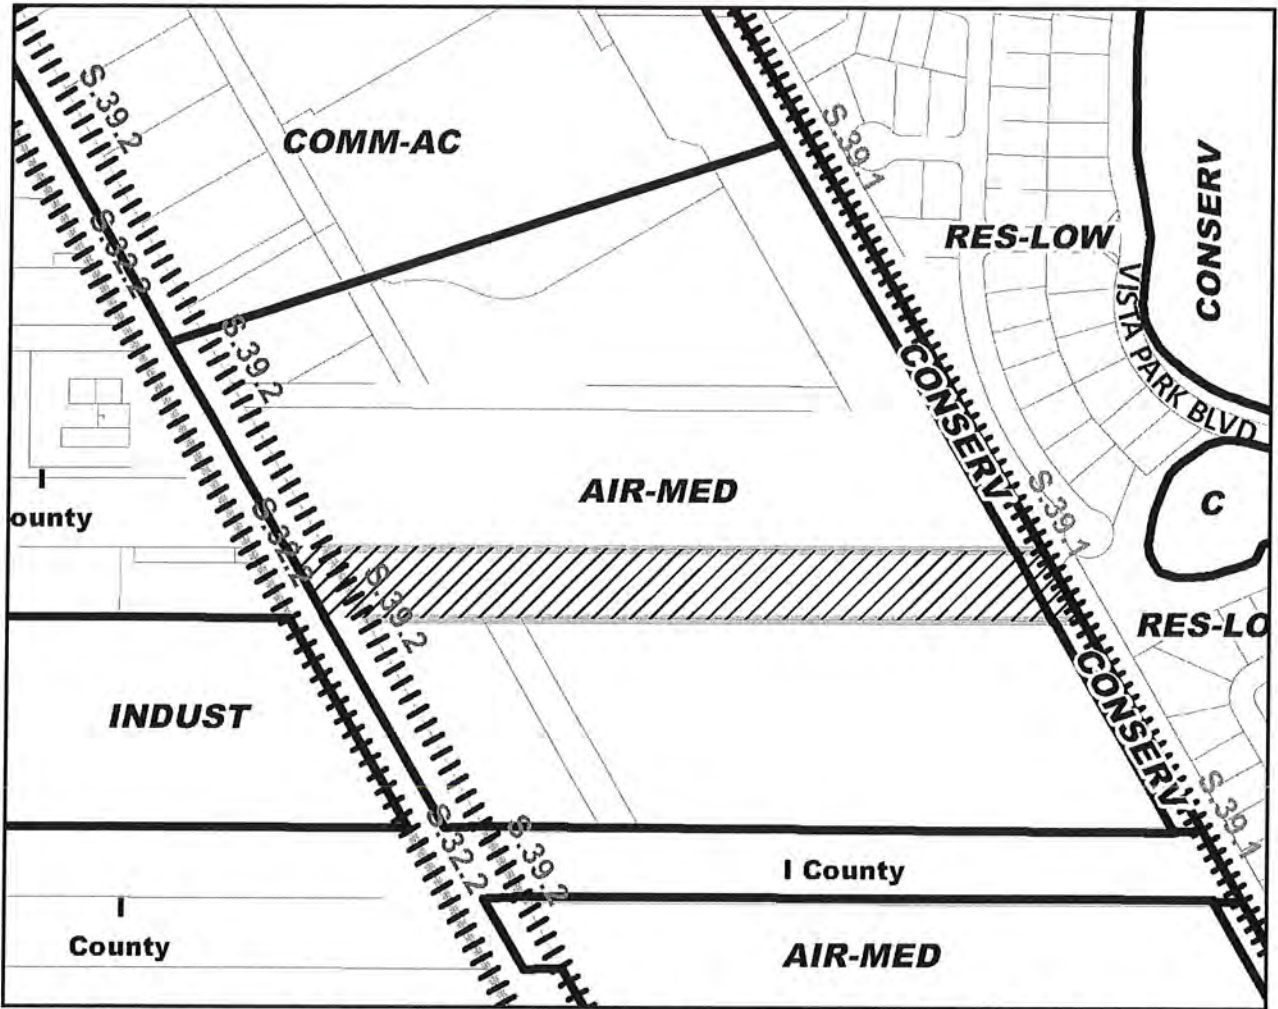 S.39.2
COMM-AC
S.39.1
CONSERV
S.32.2
RES-LOW
VISTA PARK BLVD
S.39.2
CONSERV
AIR-MED
I
ounty
C
S.39.1
S.32.2
S.39.2
RES-LO
CONSERV
INDUST
S.39.1
S.32.2
S.39.2
I County
I
County
AIR-MED